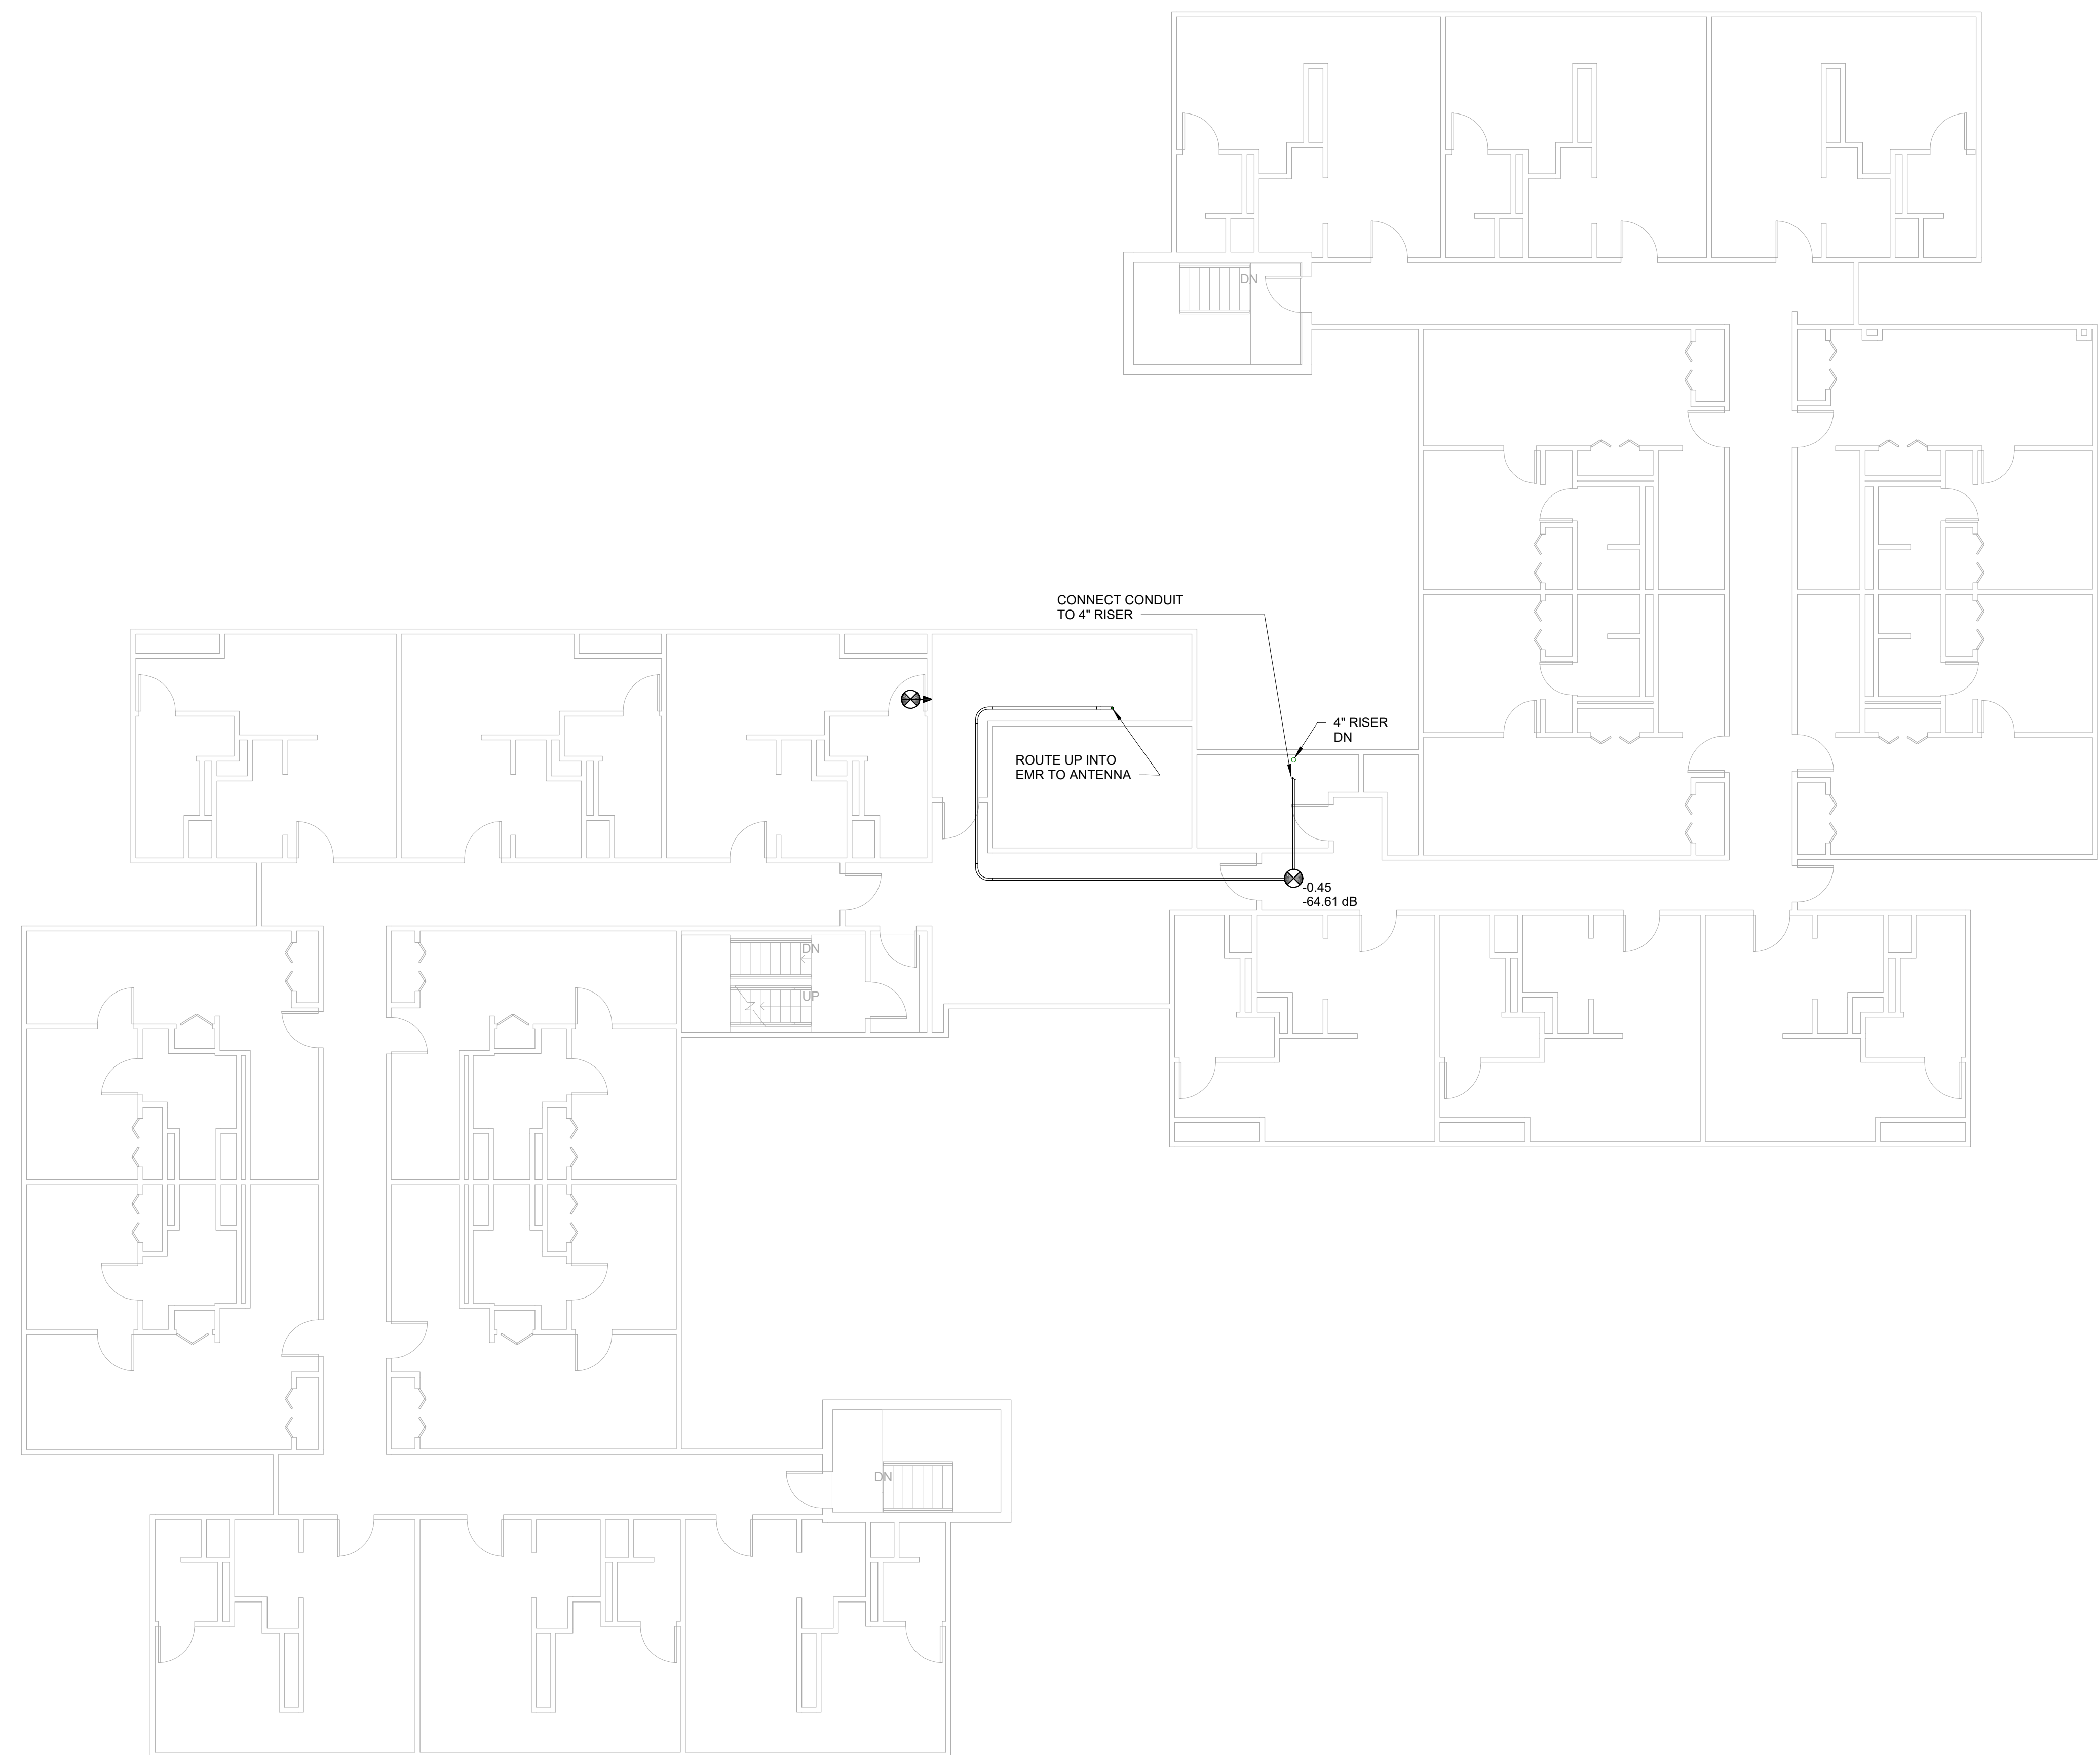 DN
CONNECT CONDUIT
TO 4" RISER
4" RISER
DN
ROUTE UP INTO
EMR TO ANTENNA
-0.45
-64.61 dB
DN
UP
DN